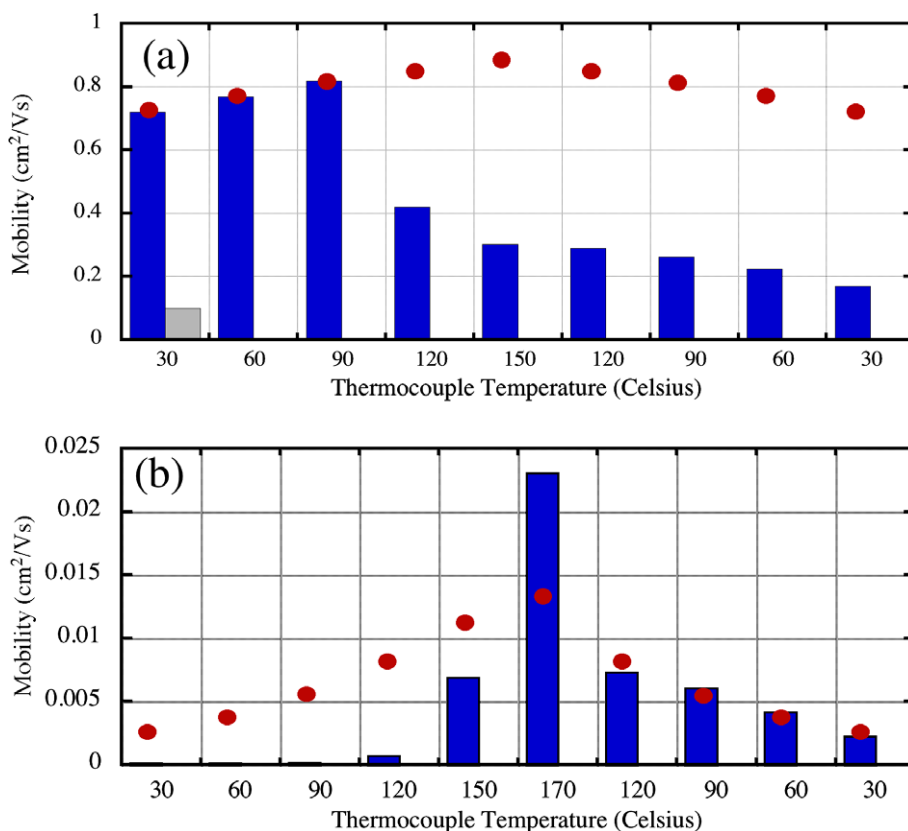 (a)
Mobility (cm²/Vs)
1
0.8
0.6
0.4
0.2
0
30 60 90 120 150 120 90 60 30
Thermocouple Temperature (Celsius)
(b)
Mobility (cm²/Vs)
0.025
0.02
0.015
0.01
0.005
0
30 60 90 120 150 170 120 90 60 30
Thermocouple Temperature (Celsius)